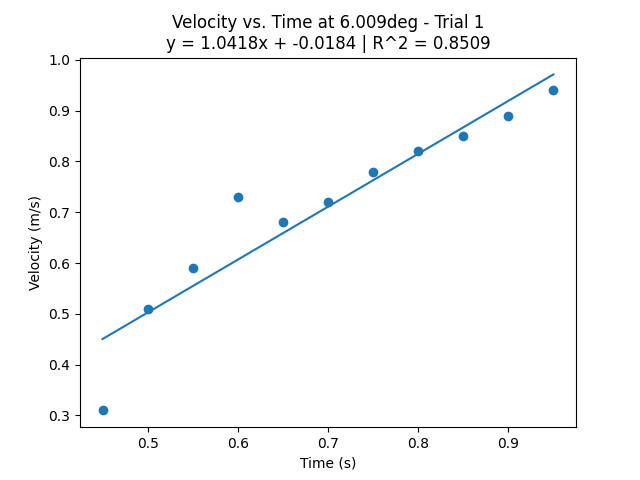 Velocity vs. Time at 6.009deg - Trial 1
y = 1.0418x + -0.0184 | R^2 = 0.8509
1.0
0.9
0.8
0.7
0.6
0.5
0.4
0.3
Velocity (m/s)
0.5 0.6 0.7 0.8 0.9
Time (s)